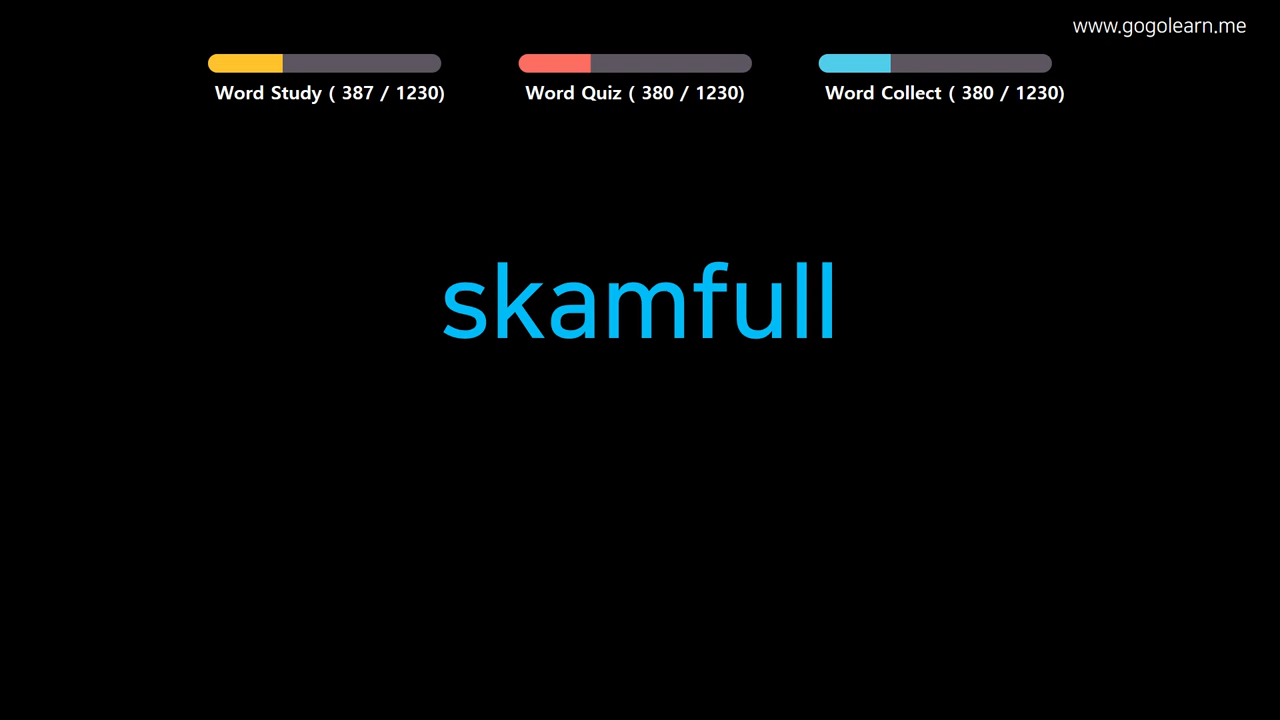 www.gogolearn.me
Word Study ( 387 / 1230)
Word Quiz ( 380 / 1230)
Word Collect ( 380 / 1230)
skamfull